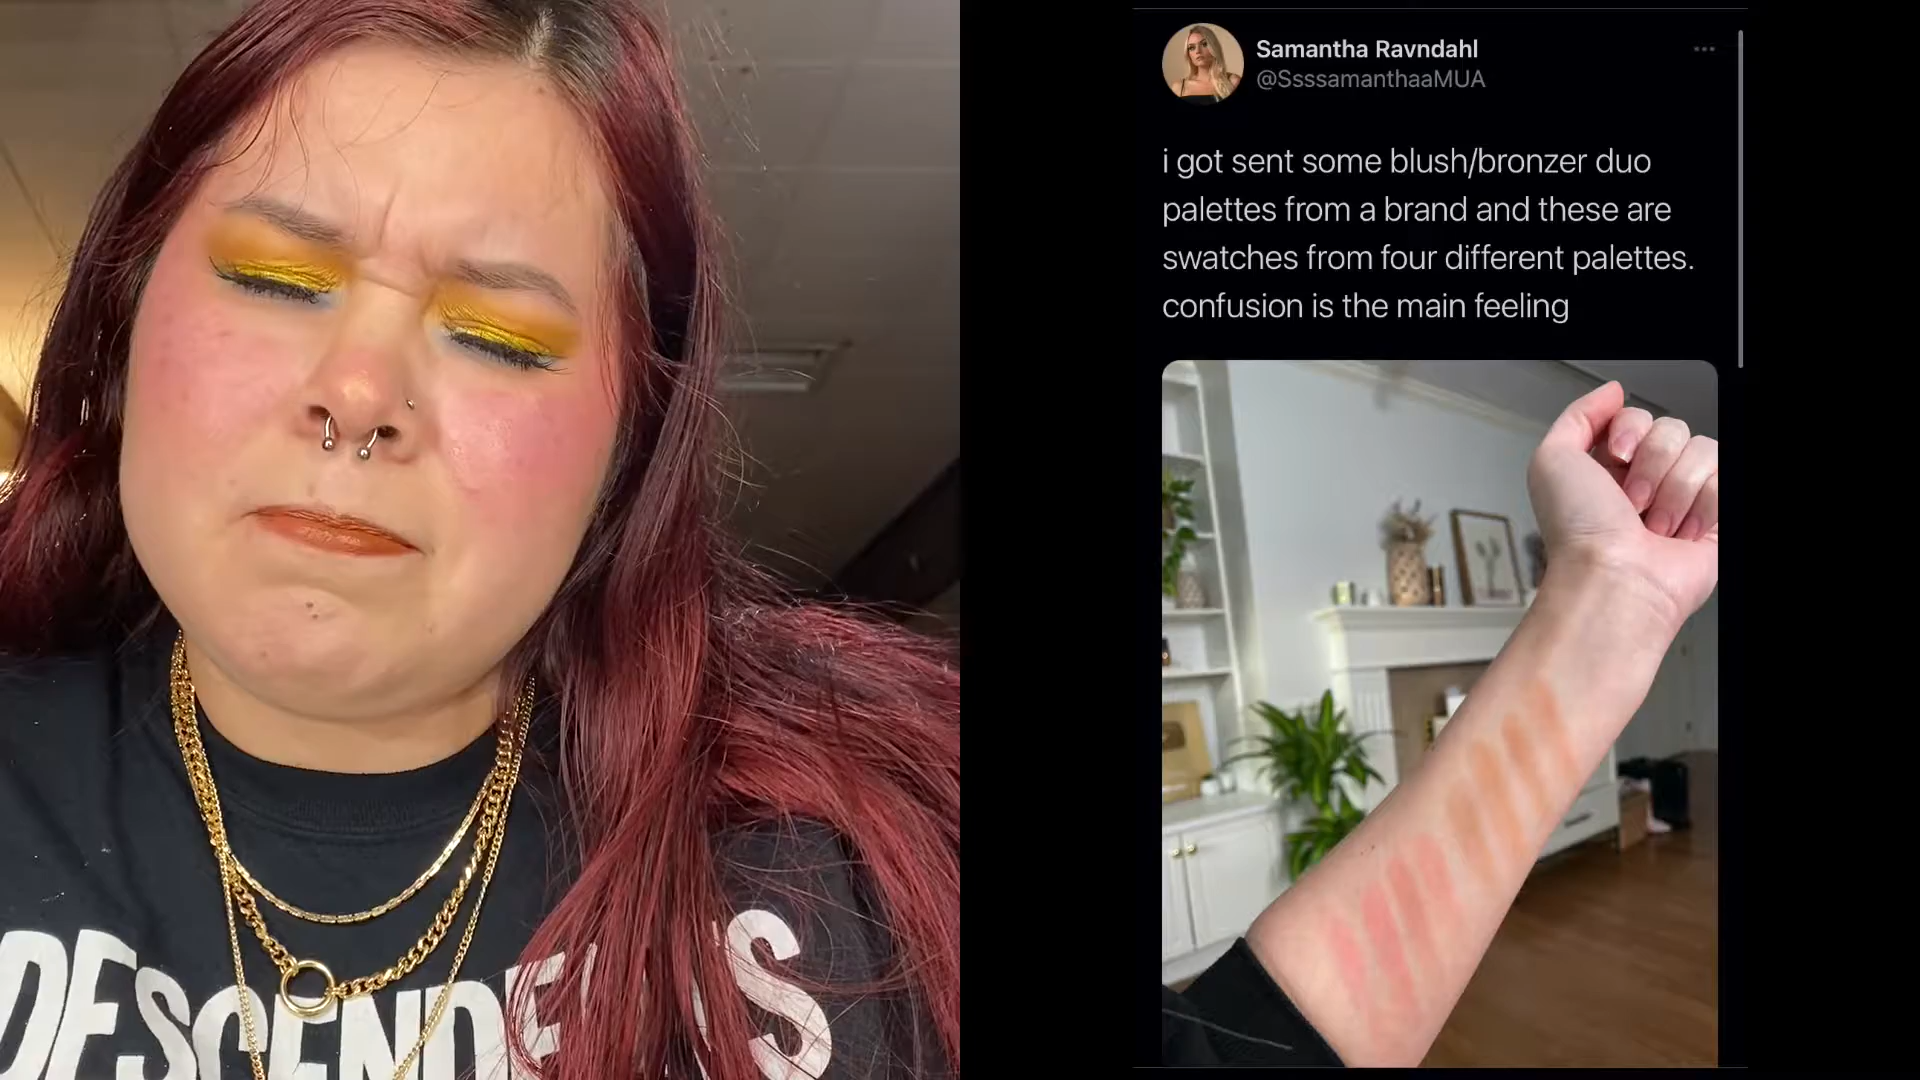 Samantha Ravndahl
@SsssamanthaaMUA
i got sent some blush/bronzer duo
palettes from a brand and these are
swatches from four different palettes.
confusion is the main feeling
DESCENDENTS